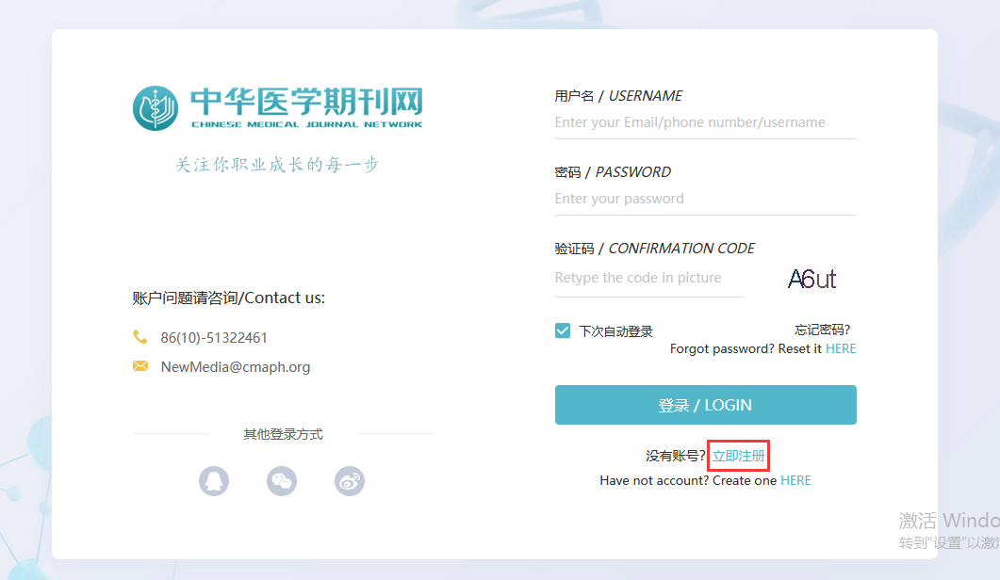 中华医学期刊网
CHINESE MEDICAL JOURNAL NETWORK
关注你职业成长的每一步
账户问题请咨询/Contact us:
86(10)-51322461
NewMedia@cmaph.org
其他登录方式
用户名 / USERNAME
Enter your Email/phone number/username
密码 / PASSWORD
Enter your password
验证码 / CONFIRMATION CODE
Retype the code in picture
A6ut
下次自动登录
忘记密码?
Forgot password? Reset it HERE
登录 / LOGIN
没有账号? 立即注册
Have not account? Create one HERE
激活 Windo
转到"设置"以激